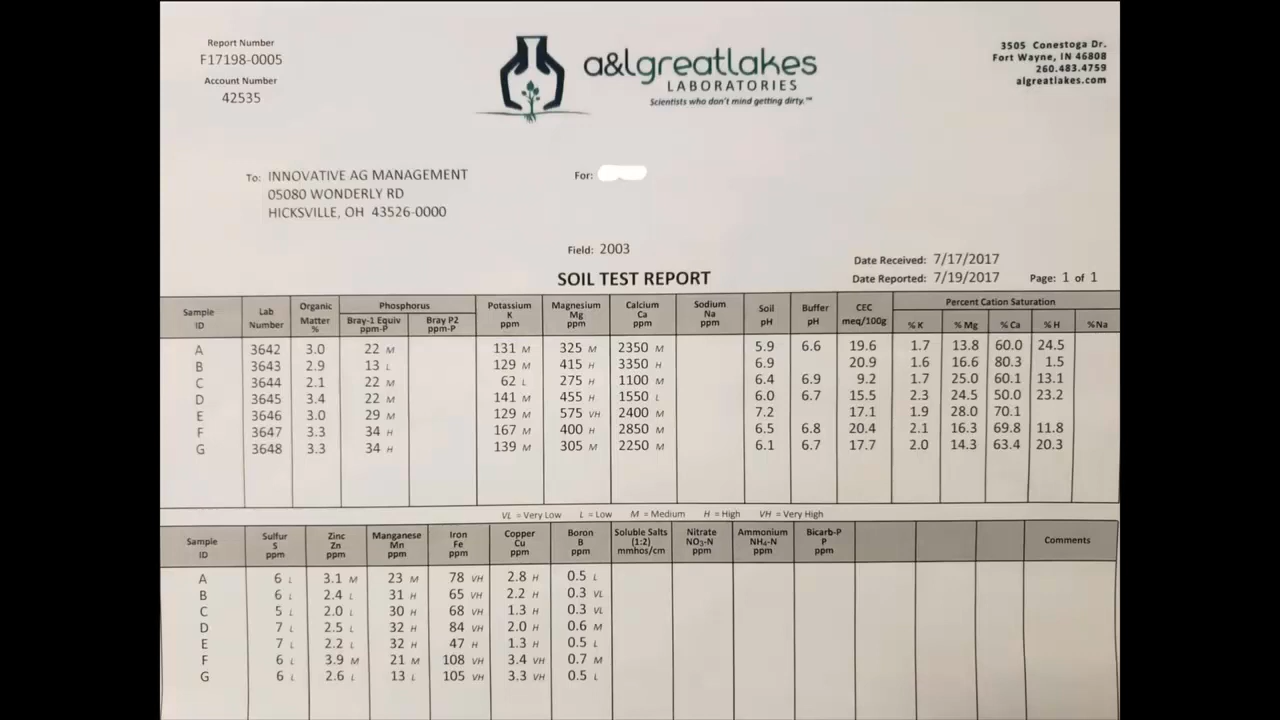 Report Number
F17198-0005
Account Number
42535
a&lgreatlakes
LABORATORIES
Scientists who don't mind getting dirty.™
3505 Conestoga Dr.
Fort Wayne, IN 46808
260.483.4759
algreatlakes.com
To: INNOVATIVE AG MANAGEMENT
05080 WONDERLY RD
HICKSVILLE, OH 43526-0000
For:
Field: 2003
SOIL TEST REPORT
Date Received: 7/17/2017
Date Reported: 7/19/2017 Page: 1 of 1
Sample ID Lab Number Organic Matter % Phosphorus Bray-1 Equiv ppm-P Bray P2 ppm-P Potassium K ppm Magnesium Mg ppm Calcium Ca ppm Sodium Na ppm Soil pH Buffer pH CEC meq/100g Percent Cation Saturation % K % Mg % Ca % H % Na
A 3642 3.0 22 M 131 M 325 M 2350 M 5.9 6.6 19.6 1.7 13.8 60.0 24.5
B 3643 2.9 13 L 129 M 415 H 3350 H 6.9 20.9 1.6 16.6 80.3 1.5
C 3644 2.1 22 M 62 L 275 H 1100 M 6.4 6.9 9.2 1.7 25.0 60.1 13.1
D 3645 3.4 22 M 141 M 455 H 1550 L 6.0 6.7 15.5 2.3 24.5 50.0 23.2
E 3646 3.0 29 M 129 M 575 VH 2400 M 7.2 17.1 1.9 28.0 70.1
F 3647 3.3 34 H 167 M 400 H 2850 M 6.5 6.8 20.4 2.1 16.3 69.8 11.8
G 3648 3.3 34 H 139 M 305 M 2250 M 6.1 6.7 17.7 2.0 14.3 63.4 20.3
VL = Very Low L = Low M = Medium H = High VH = Very High
Sample ID Sulfur S ppm Zinc Zn ppm Manganese Mn ppm Iron Fe ppm Copper Cu ppm Boron B ppm Soluble Salts (1:2) mmhos/cm Nitrate NO3-N ppm Ammonium NH4-N ppm Bicarb-P P ppm Comments
A 6 L 3.1 M 23 M 78 VH 2.8 H 0.5 L
B 6 L 2.4 L 31 H 65 VH 2.2 H 0.3 VL
C 5 L 2.0 L 30 H 68 VH 1.3 H 0.3 VL
D 7 L 2.5 L 32 H 84 VH 2.0 H 0.6 M
E 7 L 2.2 L 32 H 47 H 1.3 H 0.5 L
F 6 L 3.9 M 21 M 108 VH 3.4 VH 0.7 M
G 6 L 2.6 L 13 L 105 VH 3.3 VH 0.5 L